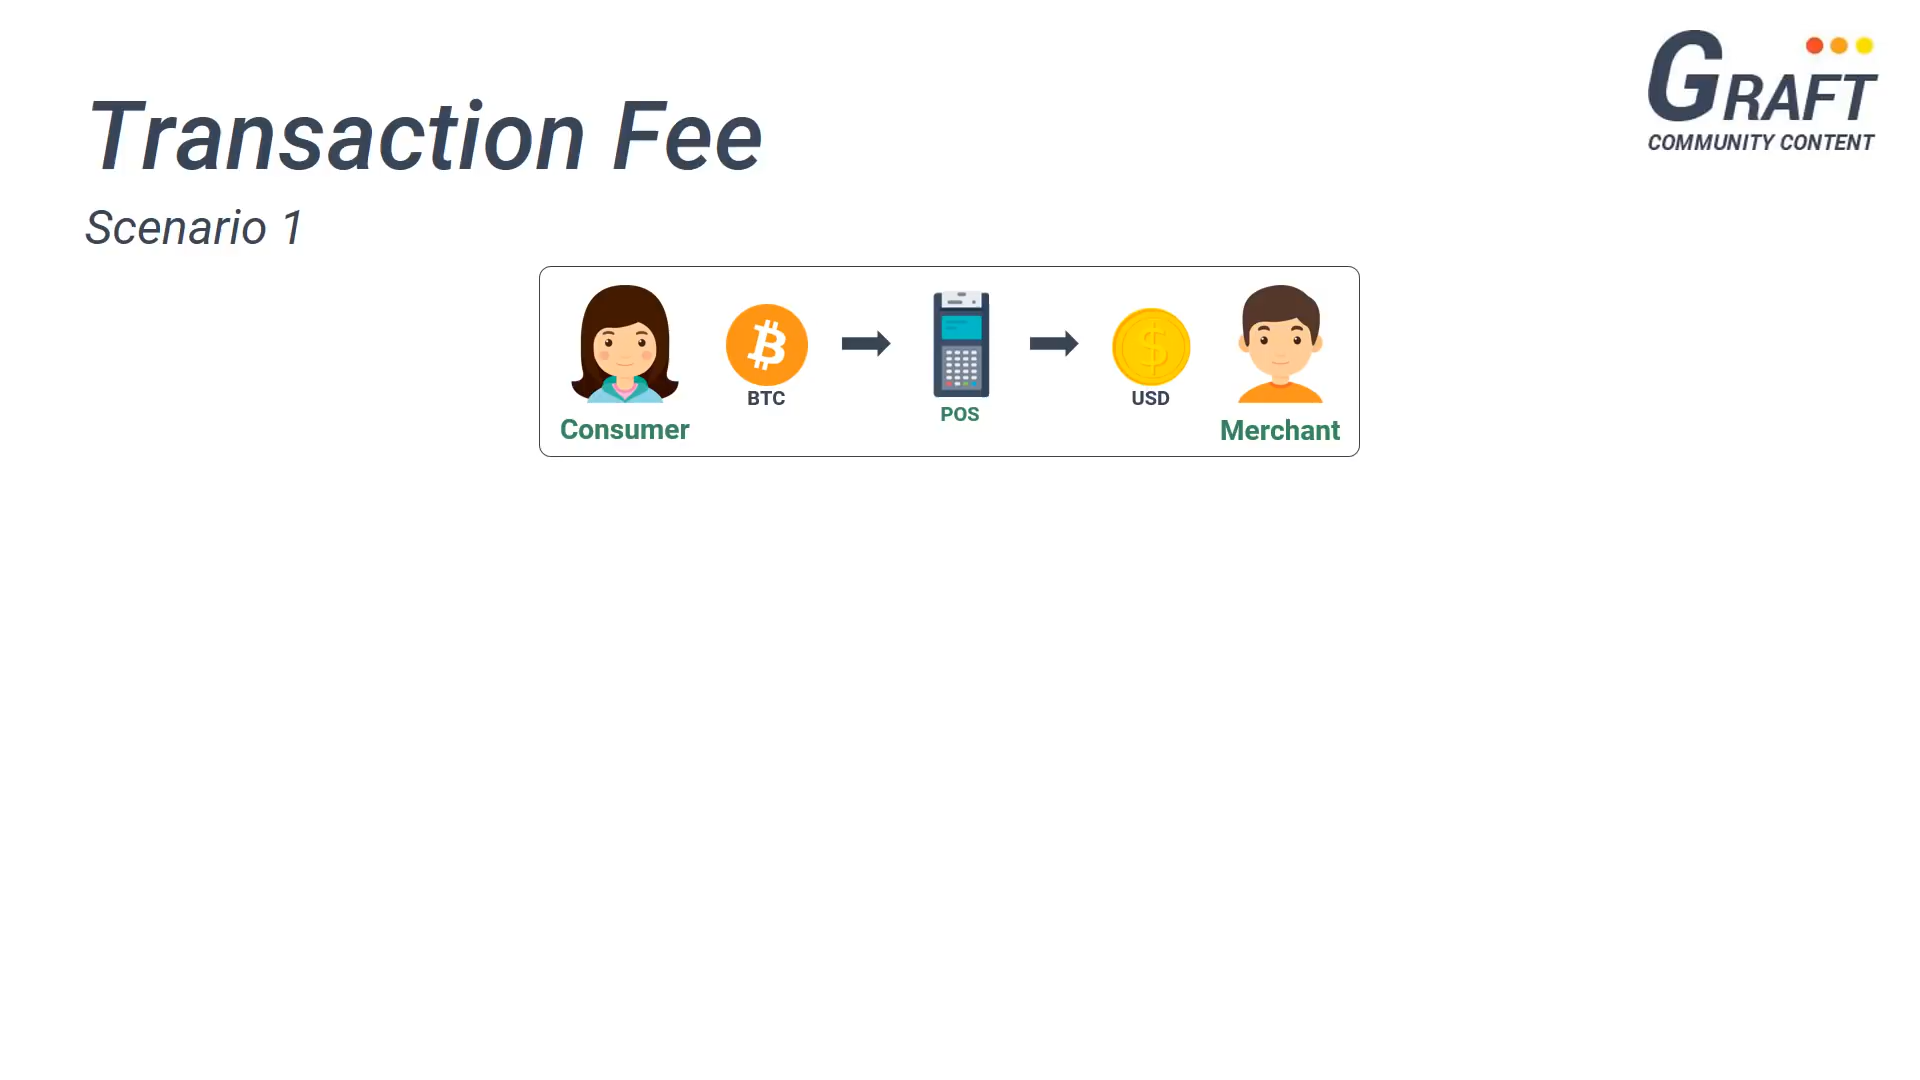 GRAFT
COMMUNITY CONTENT
Transaction Fee
Scenario 1
BTC
USD
POS
Consumer
Merchant